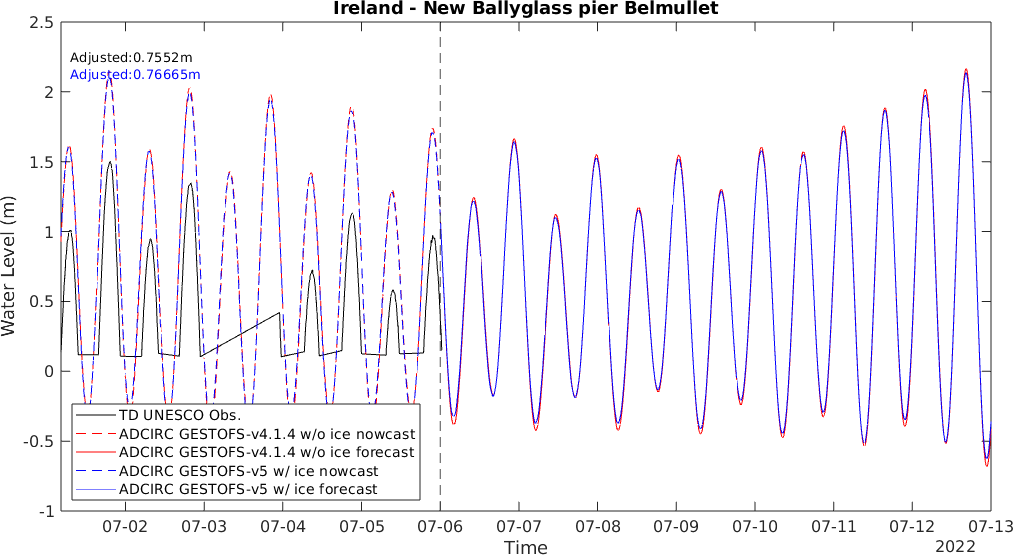 Ireland - New Ballyglass pier Belmullet
Adjusted:0.7552m
Adjusted:0.76665m
Water Level (m)
2.5
2
1.5
1
0.5
0
-0.5
-1
TD UNESCO Obs.
ADCIRC GESTOFS-v4.1.4 w/o ice nowcast
ADCIRC GESTOFS-v4.1.4 w/o ice forecast
ADCIRC GESTOFS-v5 w/ ice nowcast
ADCIRC GESTOFS-v5 w/ ice forecast
07-02 07-03 07-04 07-05 07-06 07-07 07-08 07-09 07-10 07-11 07-12 07-13
Time
2022